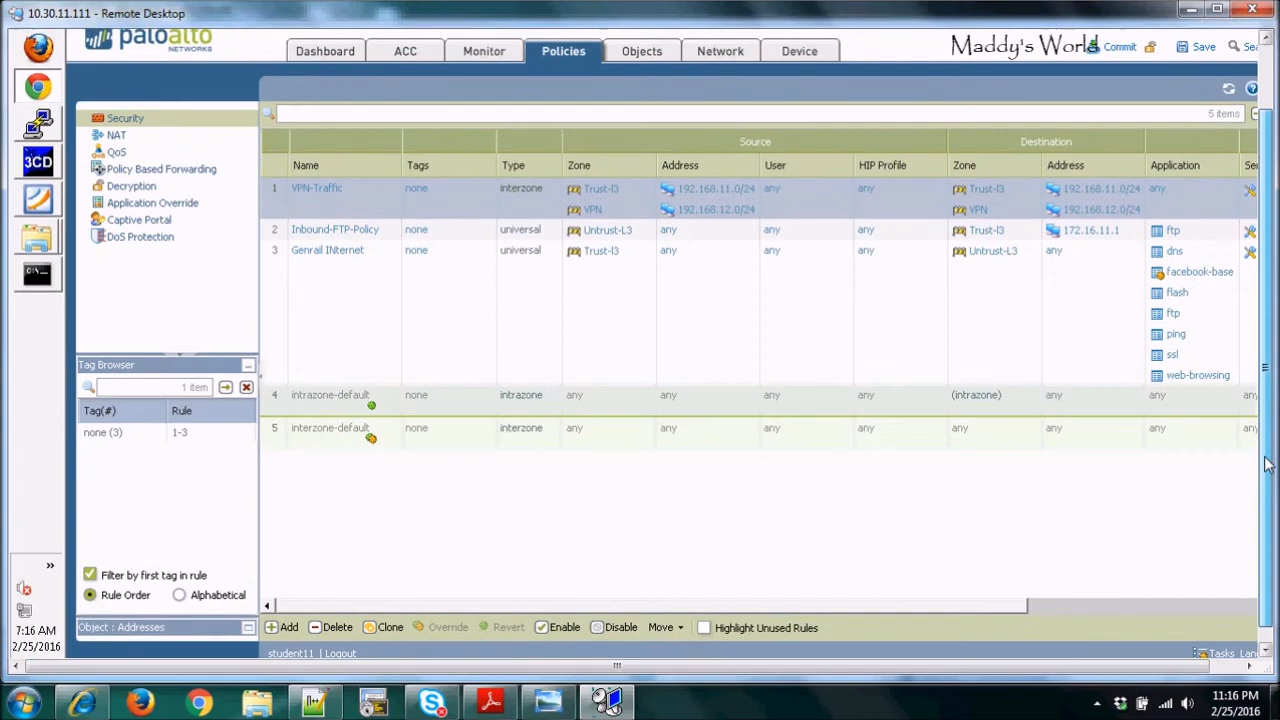 10.30.11.111 - Remote Desktop
paloalto
NETWORKS
Dashboard ACC Monitor Policies Objects Network Device
Maddy's World
Commit Save Sea
Security
NAT
QoS
Policy Based Forwarding
Decryption
Application Override
Captive Portal
DoS Protection
5 items
Source Destination
Name Tags Type Zone Address User HIP Profile Zone Address Application Ser
1 VPN-Traffic none interzone Trust-l3 192.168.11.0/24 any any Trust-l3 192.168.11.0/24 any
VPN 192.168.12.0/24 VPN 192.168.12.0/24
2 Inbound-FTP-Policy none universal Untrust-L3 any any any Trust-l3 172.16.11.1 ftp
3 Genrail INternet none universal Trust-l3 any any any Untrust-L3 any dns
facebook-base
flash
ftp
ping
ssl
web-browsing
4 intrazone-default none intrazone any any any any (intrazone) any any any
5 interzone-default none interzone any any any any any any any any
Tag Browser
1 item
Tag(#) Rule
none (3) 1-3
Filter by first tag in rule
Rule Order Alphabetical
Object : Addresses
Add Delete Clone Override Revert Enable Disable Move Highlight Unused Rules
student11 | Logout
Tasks Lan
3CD
C:\
»
7:16 AM
2/25/2016
11:16 PM
2/25/2016